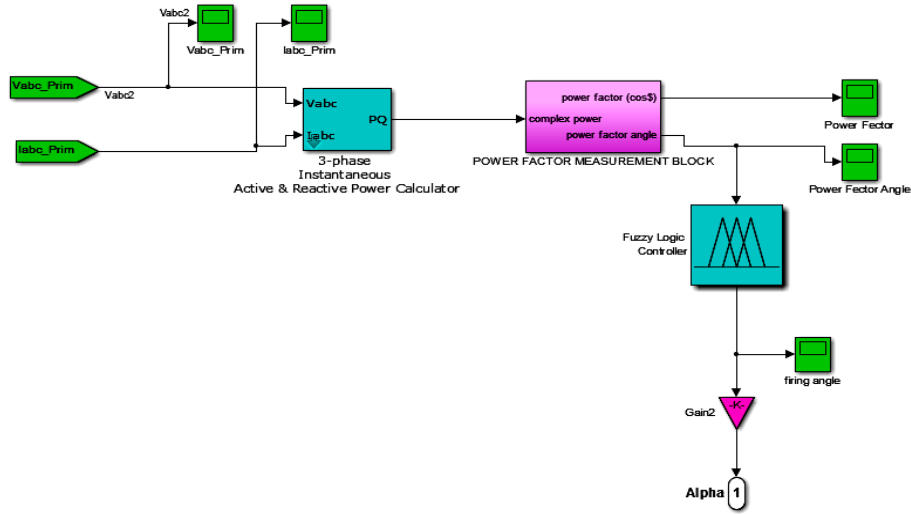 Vabc2
Vabc_Prim
Iabc_Prim
Vabc_Prim
Vabc2
Vabc
PQ
Iabc
Iabc_Prim
3-phase
Instantaneous
Active & Reactive Power Calculator
power factor (cos$)
complex power
power factor angle
POWER FACTOR MEASUREMENT BLOCK
Power Fector
Power Fector Angle
Fuzzy Logic
Controller
firing angle
-K-
Gain2
Alpha 1